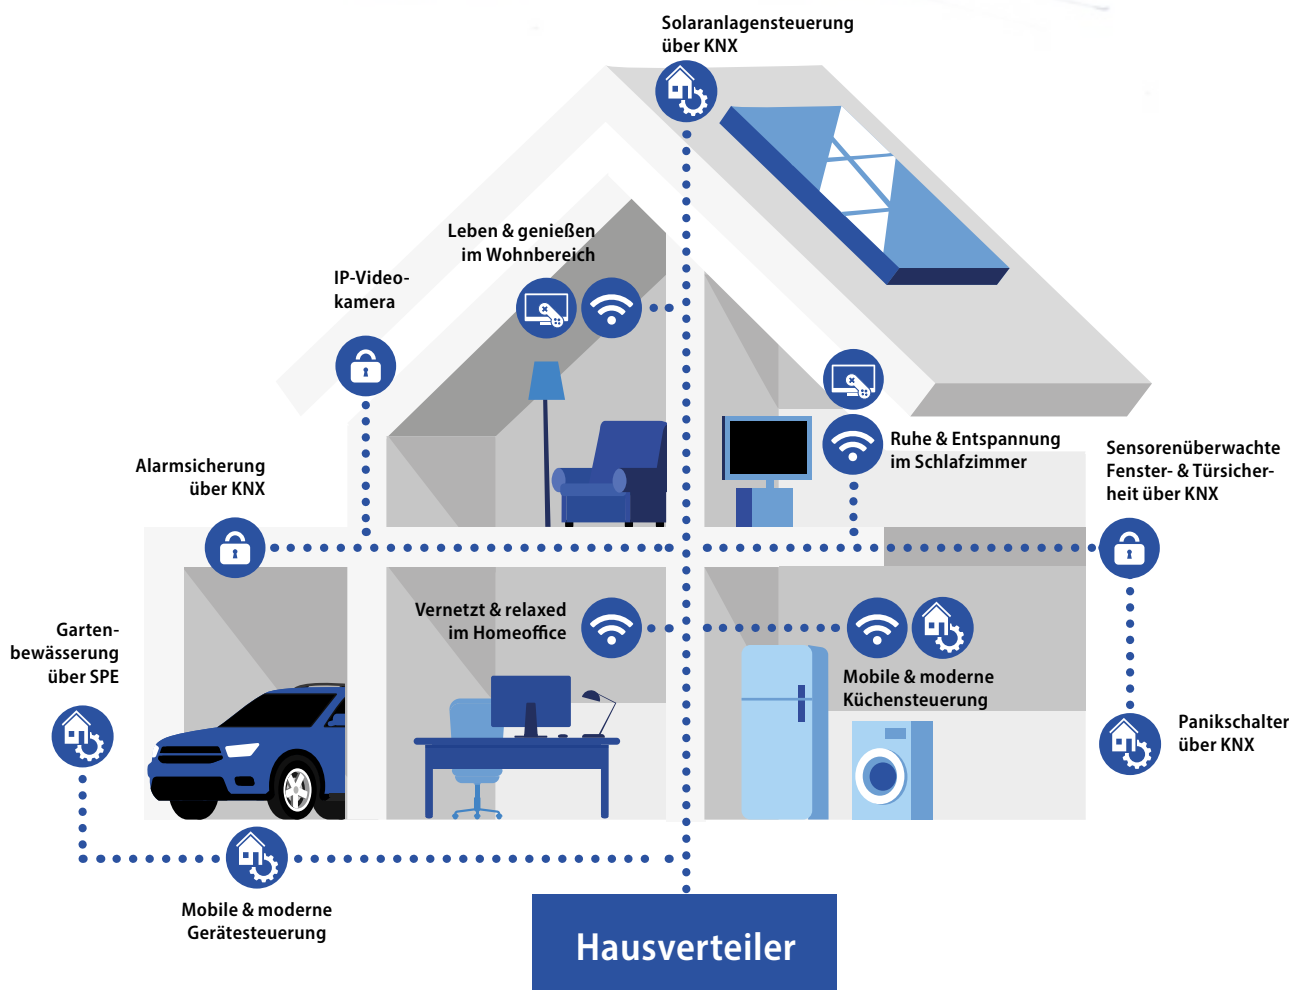 Solaranlagensteuerung
über KNX
Leben & genießen
im Wohnbereich
IP-Video-
kamera
Ruhe & Entspannung
im Schlafzimmer
Sensorenüberwachte
Fenster- & Türsicher-
heit über KNX
Alarmsicherung
über KNX
Vernetzt & relaxed
im Homeoffice
Garten-
bewässerung
über SPE
Mobile & moderne
Küchensteuerung
Panikschalter
über KNX
Mobile & moderne
Gerätesteuerung
Hausverteiler